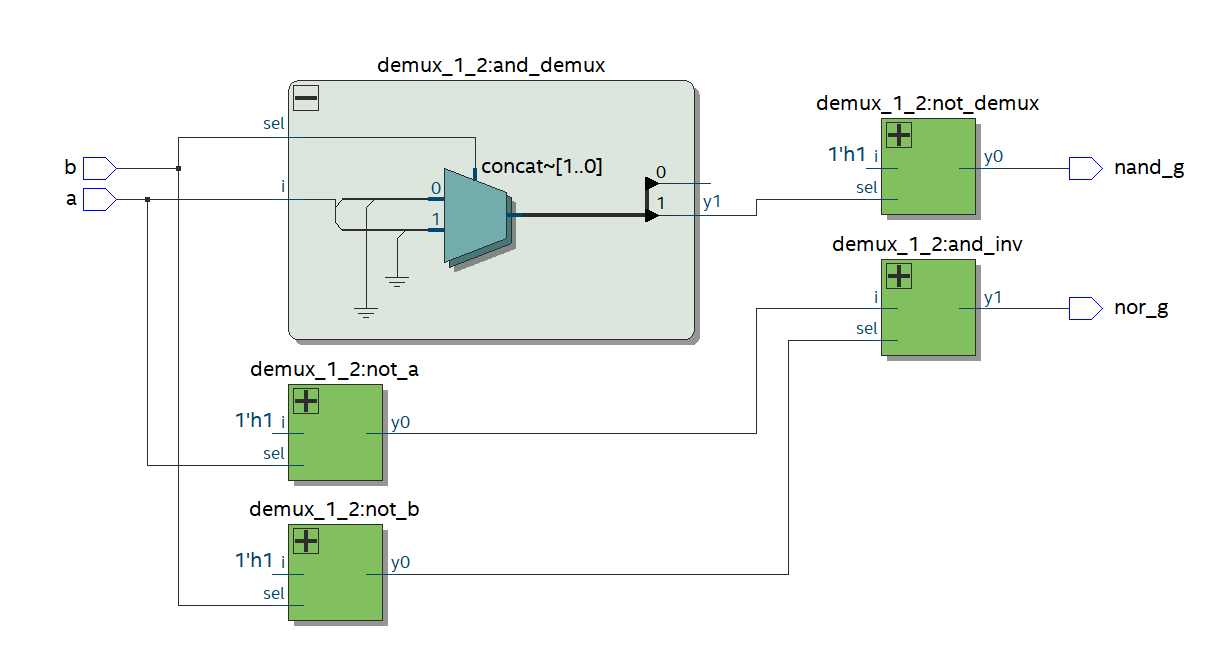 demux_1_2:and_demux
sel
b
a
i
concat~[1..0]
0
1
0
1
y1
demux_1_2:not_demux
1'h1 i
sel
y0
nand_g
demux_1_2:and_inv
i
sel
y1
nor_g
demux_1_2:not_a
1'h1 i
sel
y0
demux_1_2:not_b
1'h1 i
sel
y0